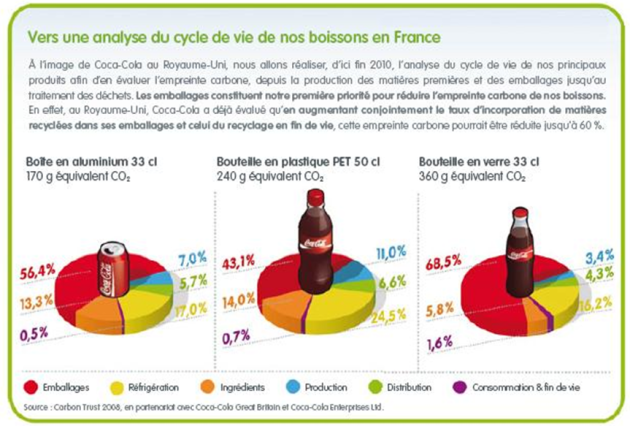 Vers une analyse du cycle de vie de nos boissons en France
À l'image de Coca-Cola au Royaume-Uni, nous allons réaliser, d'ici fin 2010, l'analyse du cycle de vie de nos principaux
produits afin d'en évaluer l'empreinte carbone, depuis la production des matières premières et des emballages jusqu'au
traitement des déchets. Les emballages constituent notre première priorité pour réduire l'empreinte carbone de nos boissons.
En effet, au Royaume-Uni, Coca-Cola a déjà évalué qu'en augmentant conjointement le taux d'incorporation de matières
recyclées dans ses emballages et celui du recyclage en fin de vie, cette empreinte carbone pourrait être réduite jusqu'à 60 %.
Boîte en aluminium 33 cl
170 g équivalent CO₂
56,4%
7,0%
5,7%
13,3%
17,0%
0,5%
Coca-Cola
Bouteille en plastique PET 50 cl
240 g équivalent CO₂
43,1%
11,0%
6,6%
14,0%
24,5%
0,7%
Coca-Cola
Bouteille en verre 33 cl
360 g équivalent CO₂
68,5%
3,4%
4,3%
5,8%
16,2%
1,6%
Coca-Cola
Emballages
Réfrigération
Ingrédients
Production
Distribution
Consommation & fin de vie
Source : Carbon Trust 2008, en partenariat avec Coca-Cola Great Britain et Coca-Cola Enterprises Ltd.